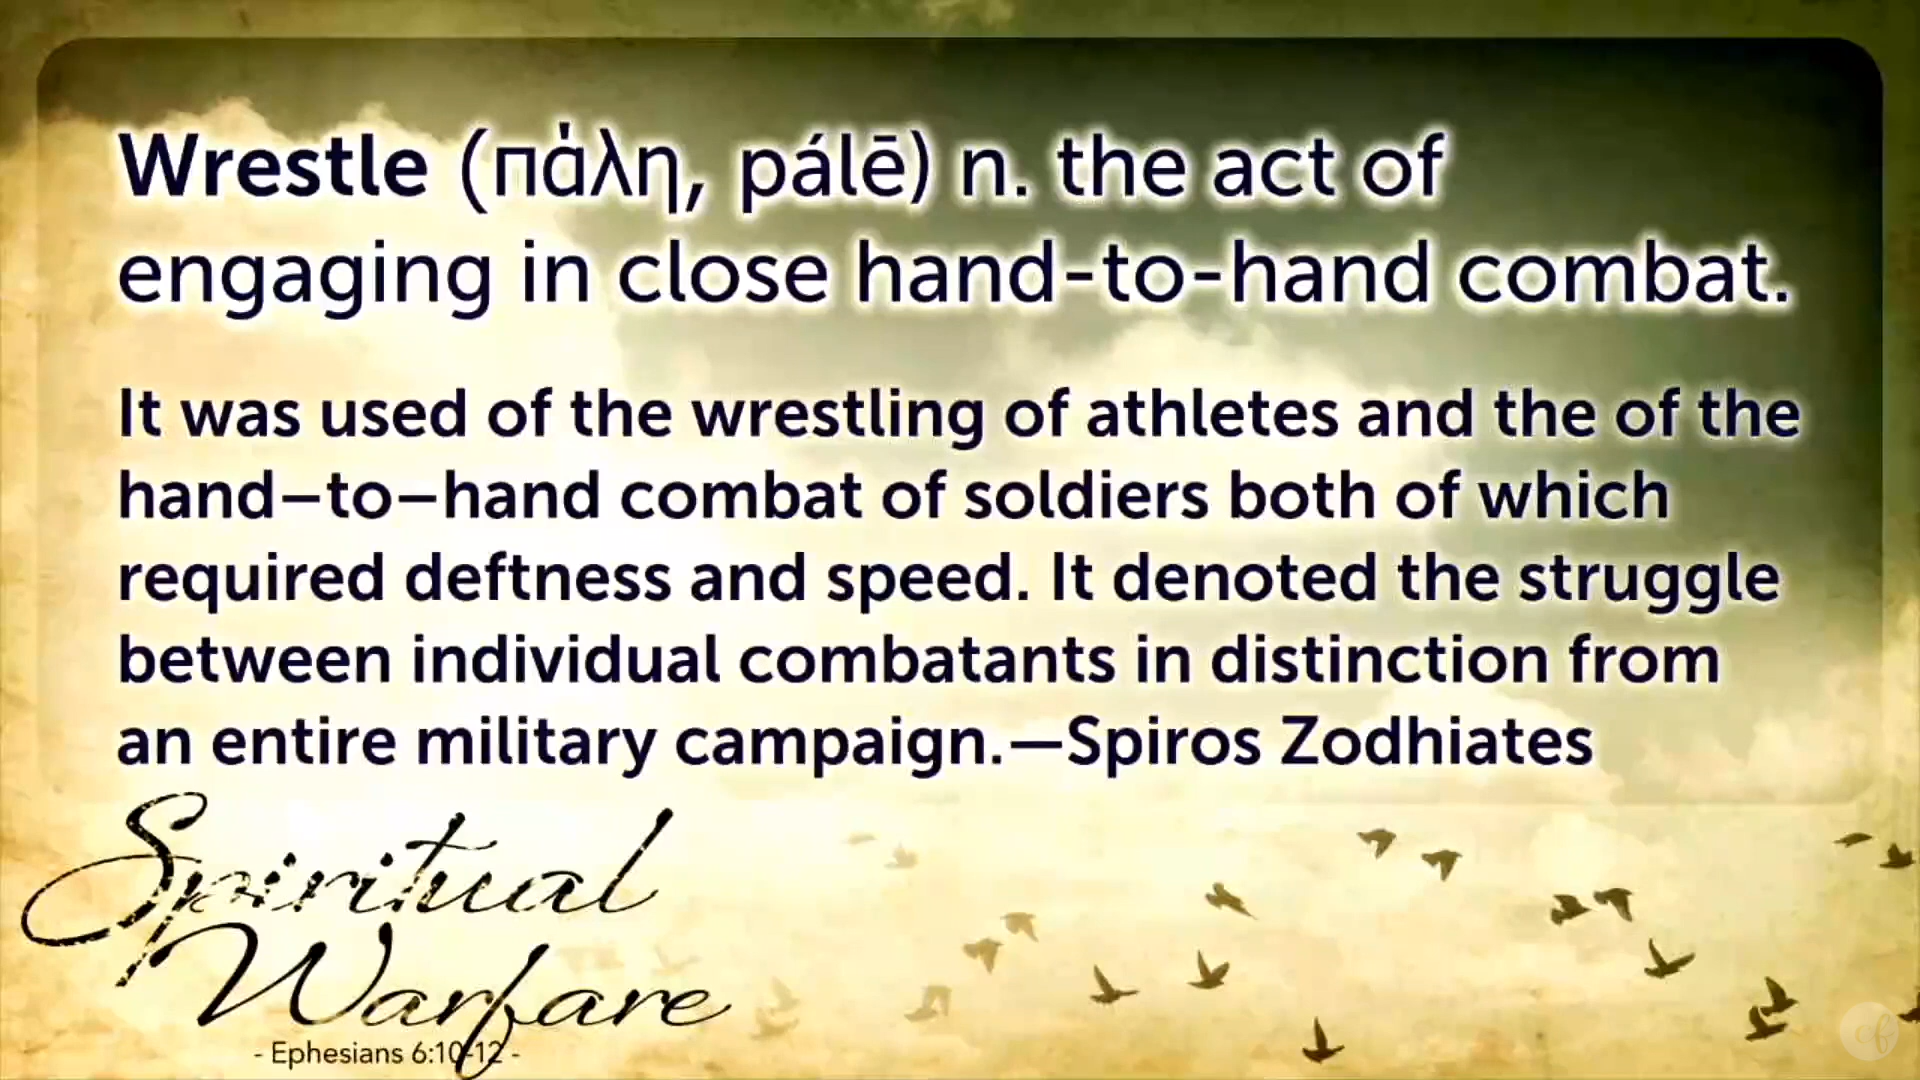 Wrestle (πάλη, pálē) n. the act of
engaging in close hand-to-hand combat.
It was used of the wrestling of athletes and the of the
hand–to–hand combat of soldiers both of which
required deftness and speed. It denoted the struggle
between individual combatants in distinction from
an entire military campaign.—Spiros Zodhiates
Spiritual
Warfare
- Ephesians 6:10-12 -
cf